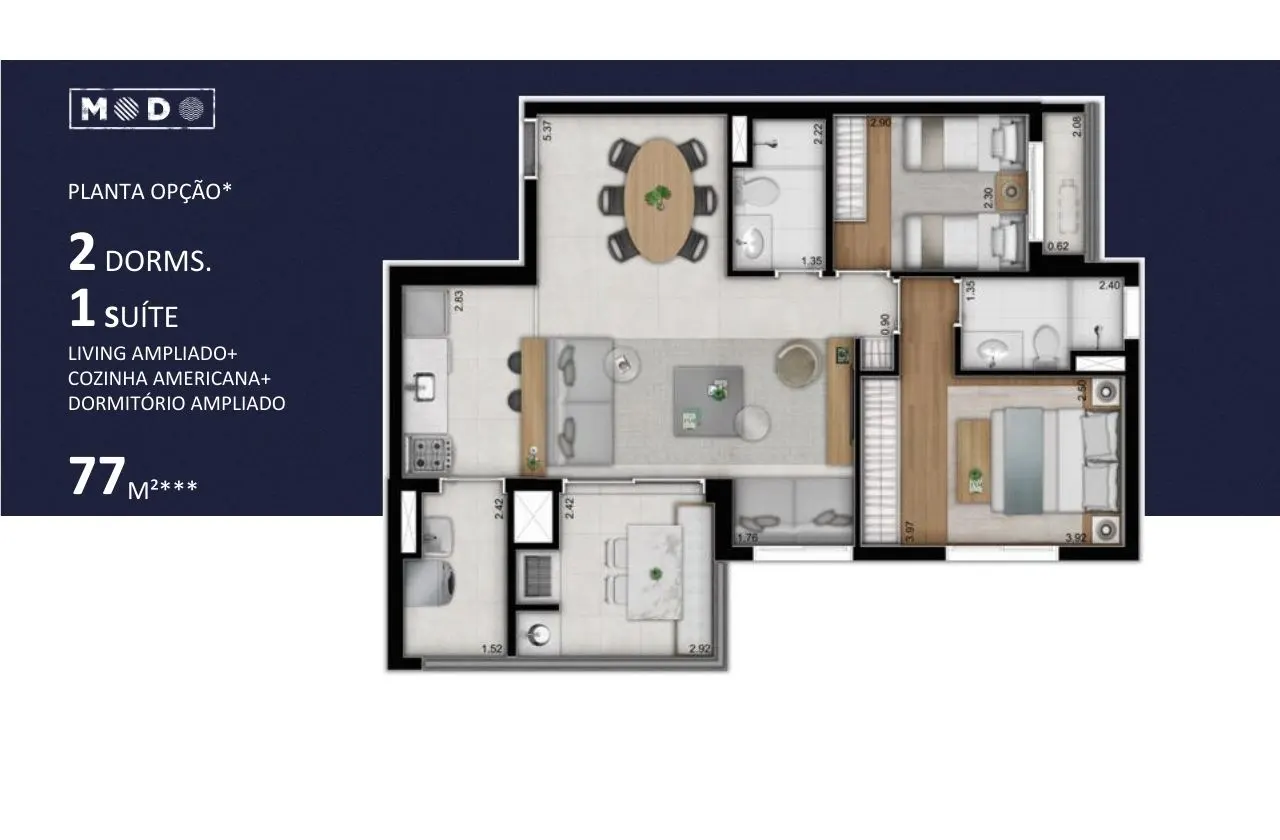 MODO
PLANTA OPÇÃO*
2 DORMS.
1 SUÍTE
LIVING AMPLIADO+
COZINHA AMERICANA+
DORMITÓRIO AMPLIADO
77 M²***
5.37
2.22
1.35
2.90
2.30
2.08
0.62
2.83
0.90
1.35
2.40
2.50
3.97
3.92
1.76
2.42
1.52
2.42
2.92